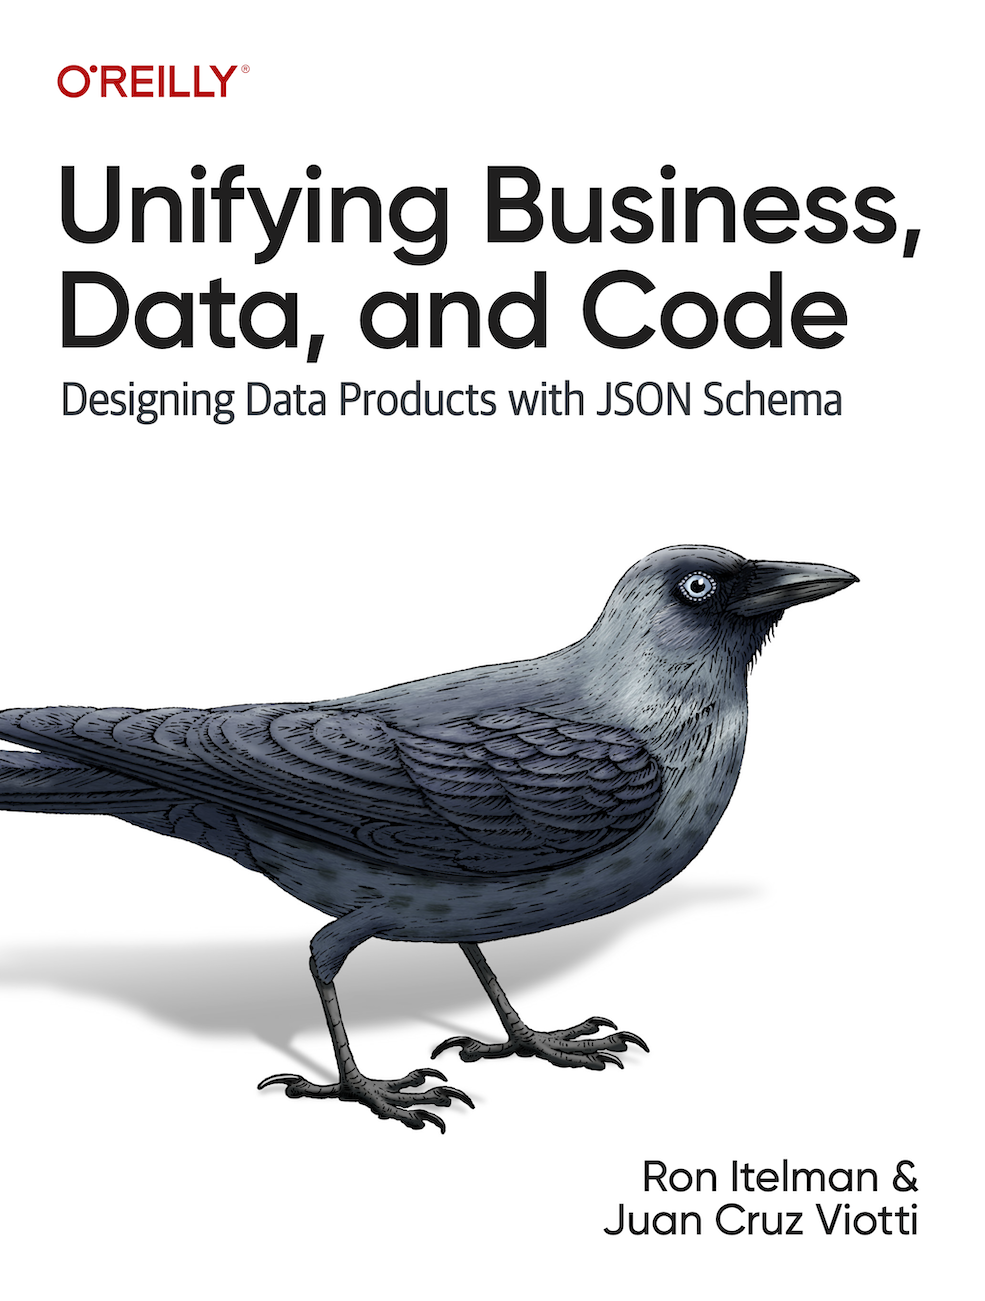 O'REILLY®
Unifying Business,
Data, and Code
Designing Data Products with JSON Schema
Ron Itelman &
Juan Cruz Viotti